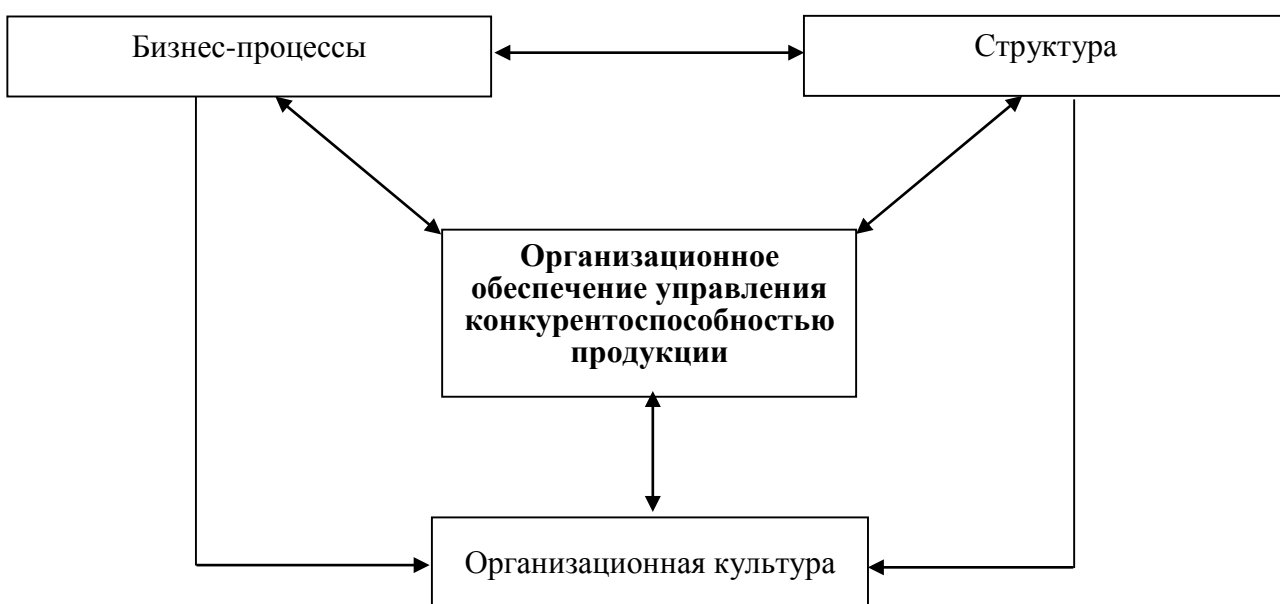 Бизнес-процессы
Структура
Организационное
обеспечение управления
конкурентоспособностью
продукции
Организационная культура